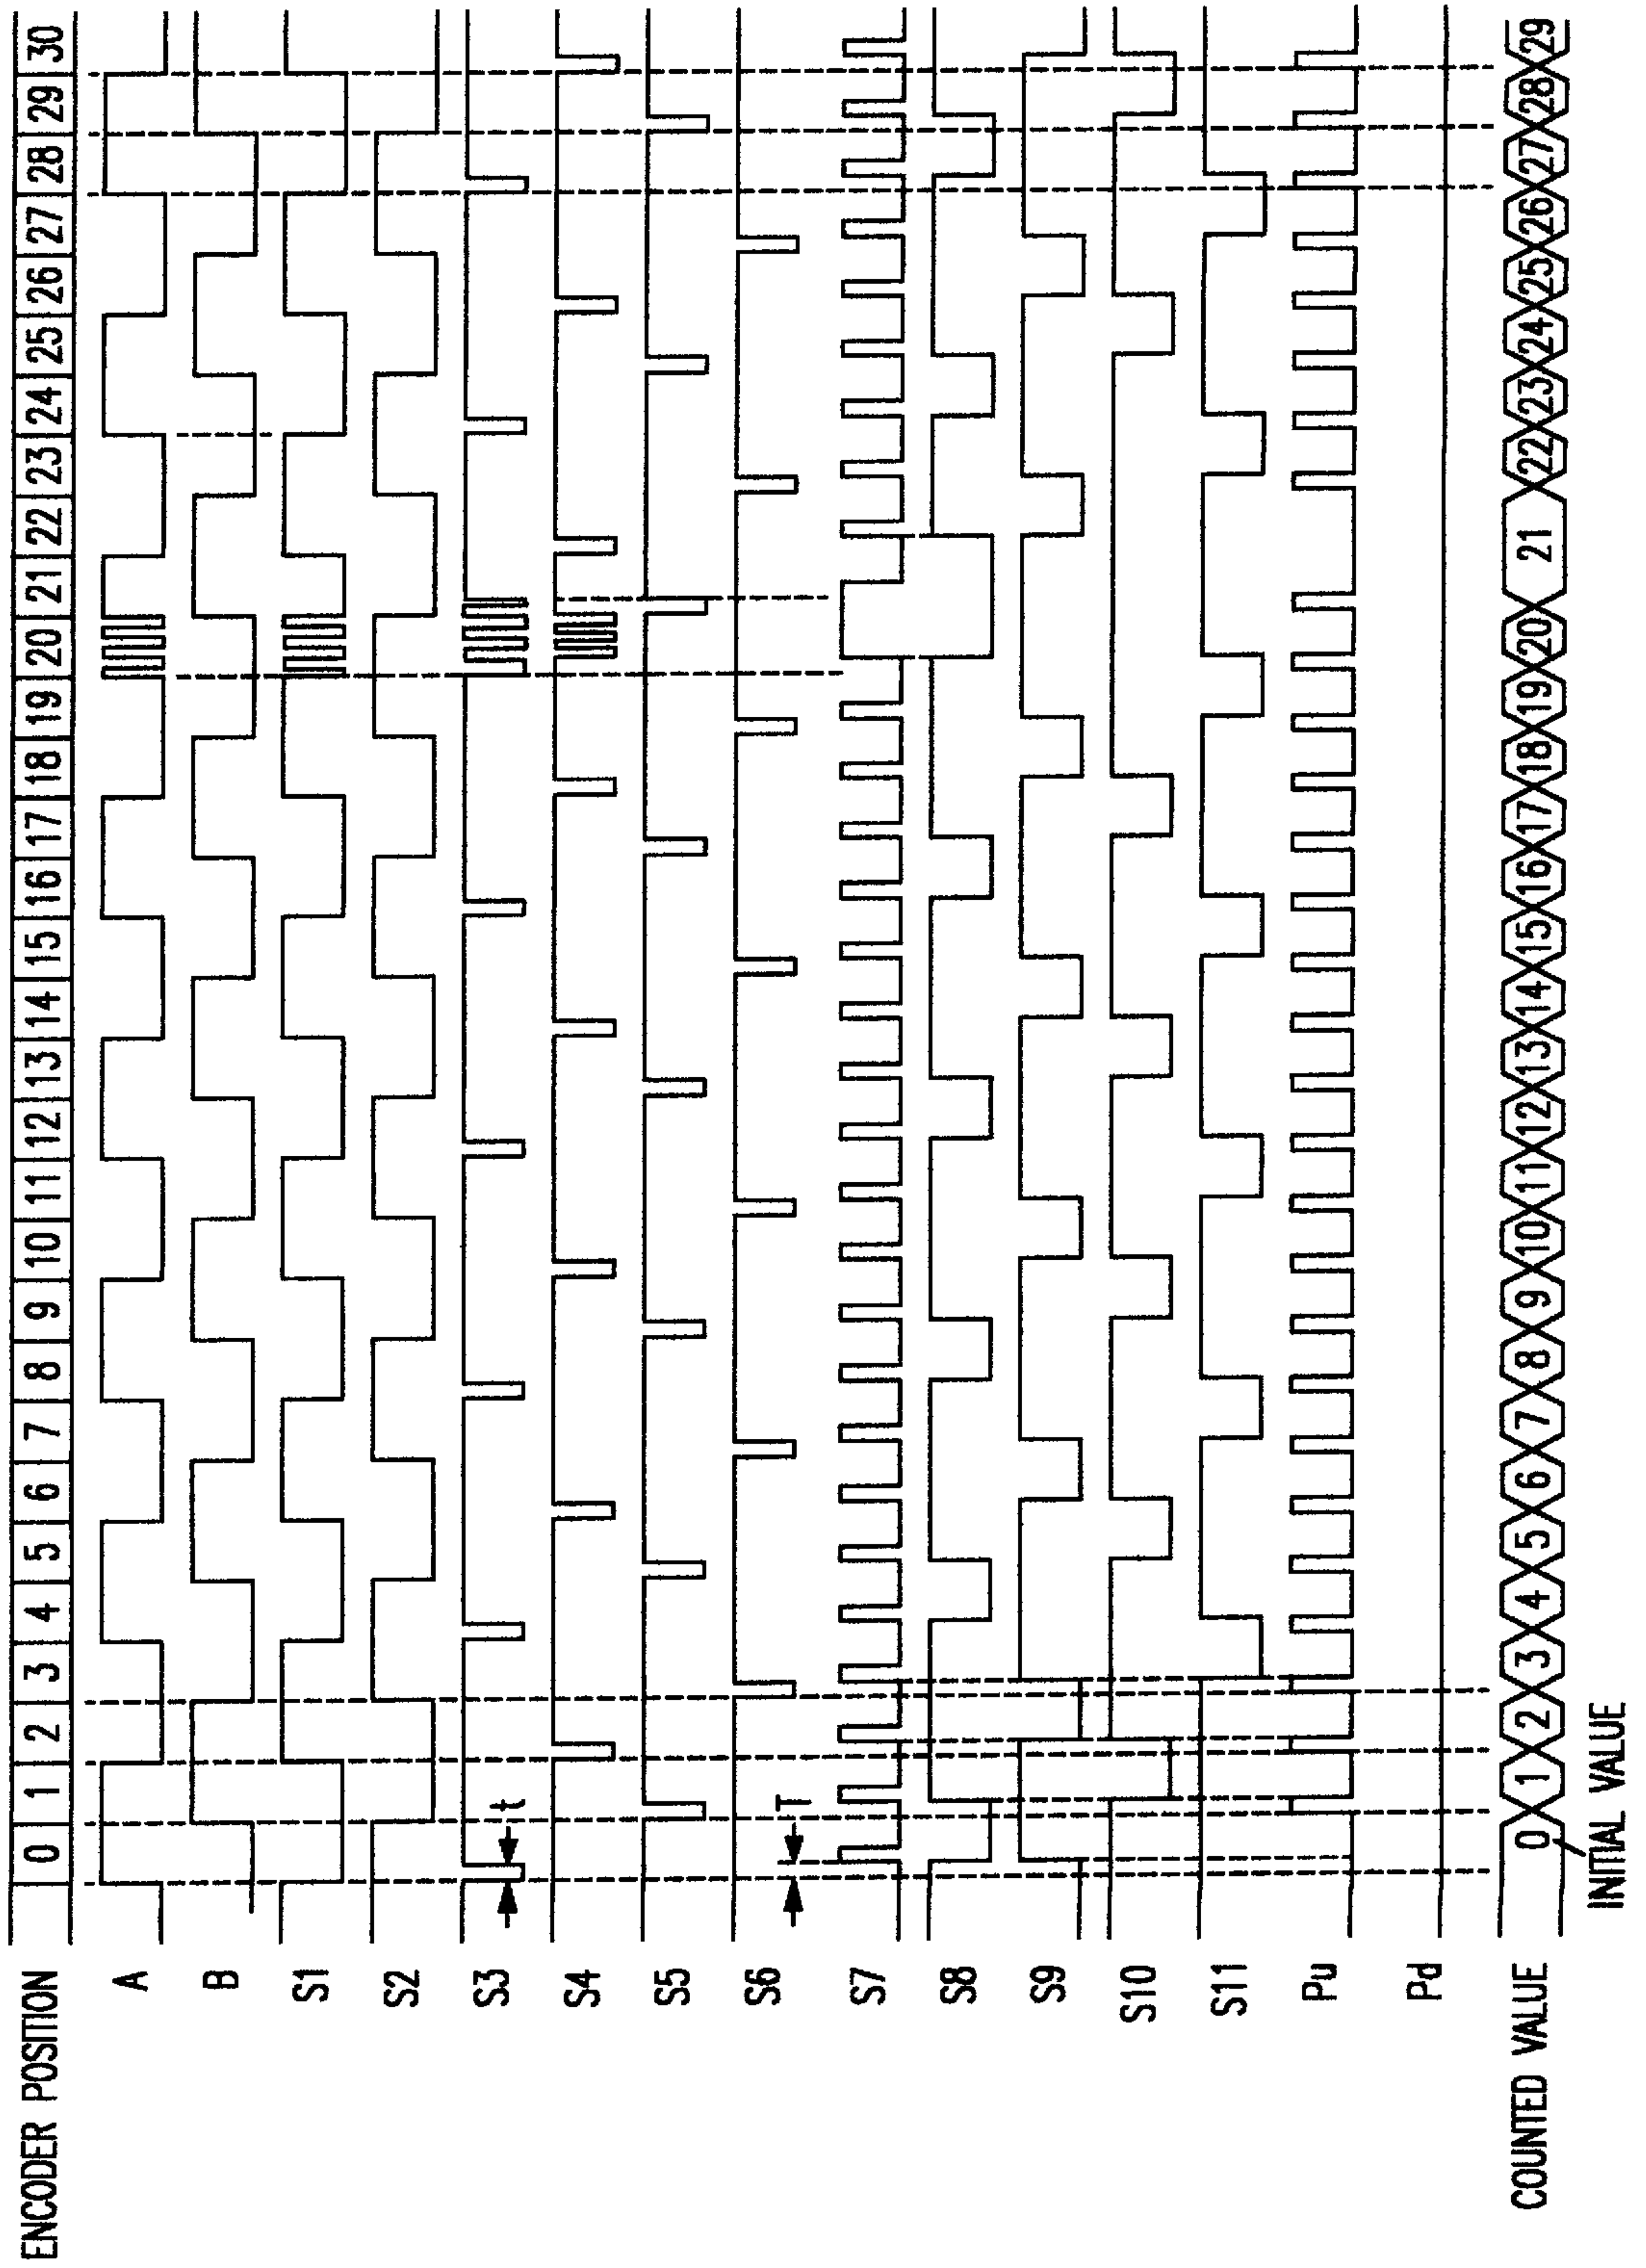 ENCODER POSITION 0 1 2 3 4 5 6 7 8 9 10 11 12 13 14 15 16 17 18 19 20 21 22 23 24 25 26 27 28 29 30
A
B
S1
S2
S3 t
S4
S5
S6 T
S7
S8
S9
S10
S11
Pu
Pd
COUNTED VALUE 0 1 2 3 4 5 6 7 8 9 10 11 12 13 14 15 16 17 18 19 20 21 22 23 24 25 26 27 28 29
INITIAL VALUE